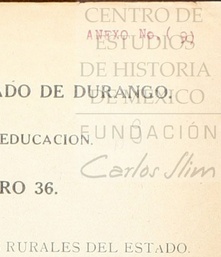 CENTRO DE
ANEXO No. ( 2)
ESTUDIOS
DE HISTORIA
ADO DE DURANGO.
DE MÉXICO
EDUCACION.
FUNDACIÓN
Carlos Slim
RO 36.
RURALES DEL ESTADO.